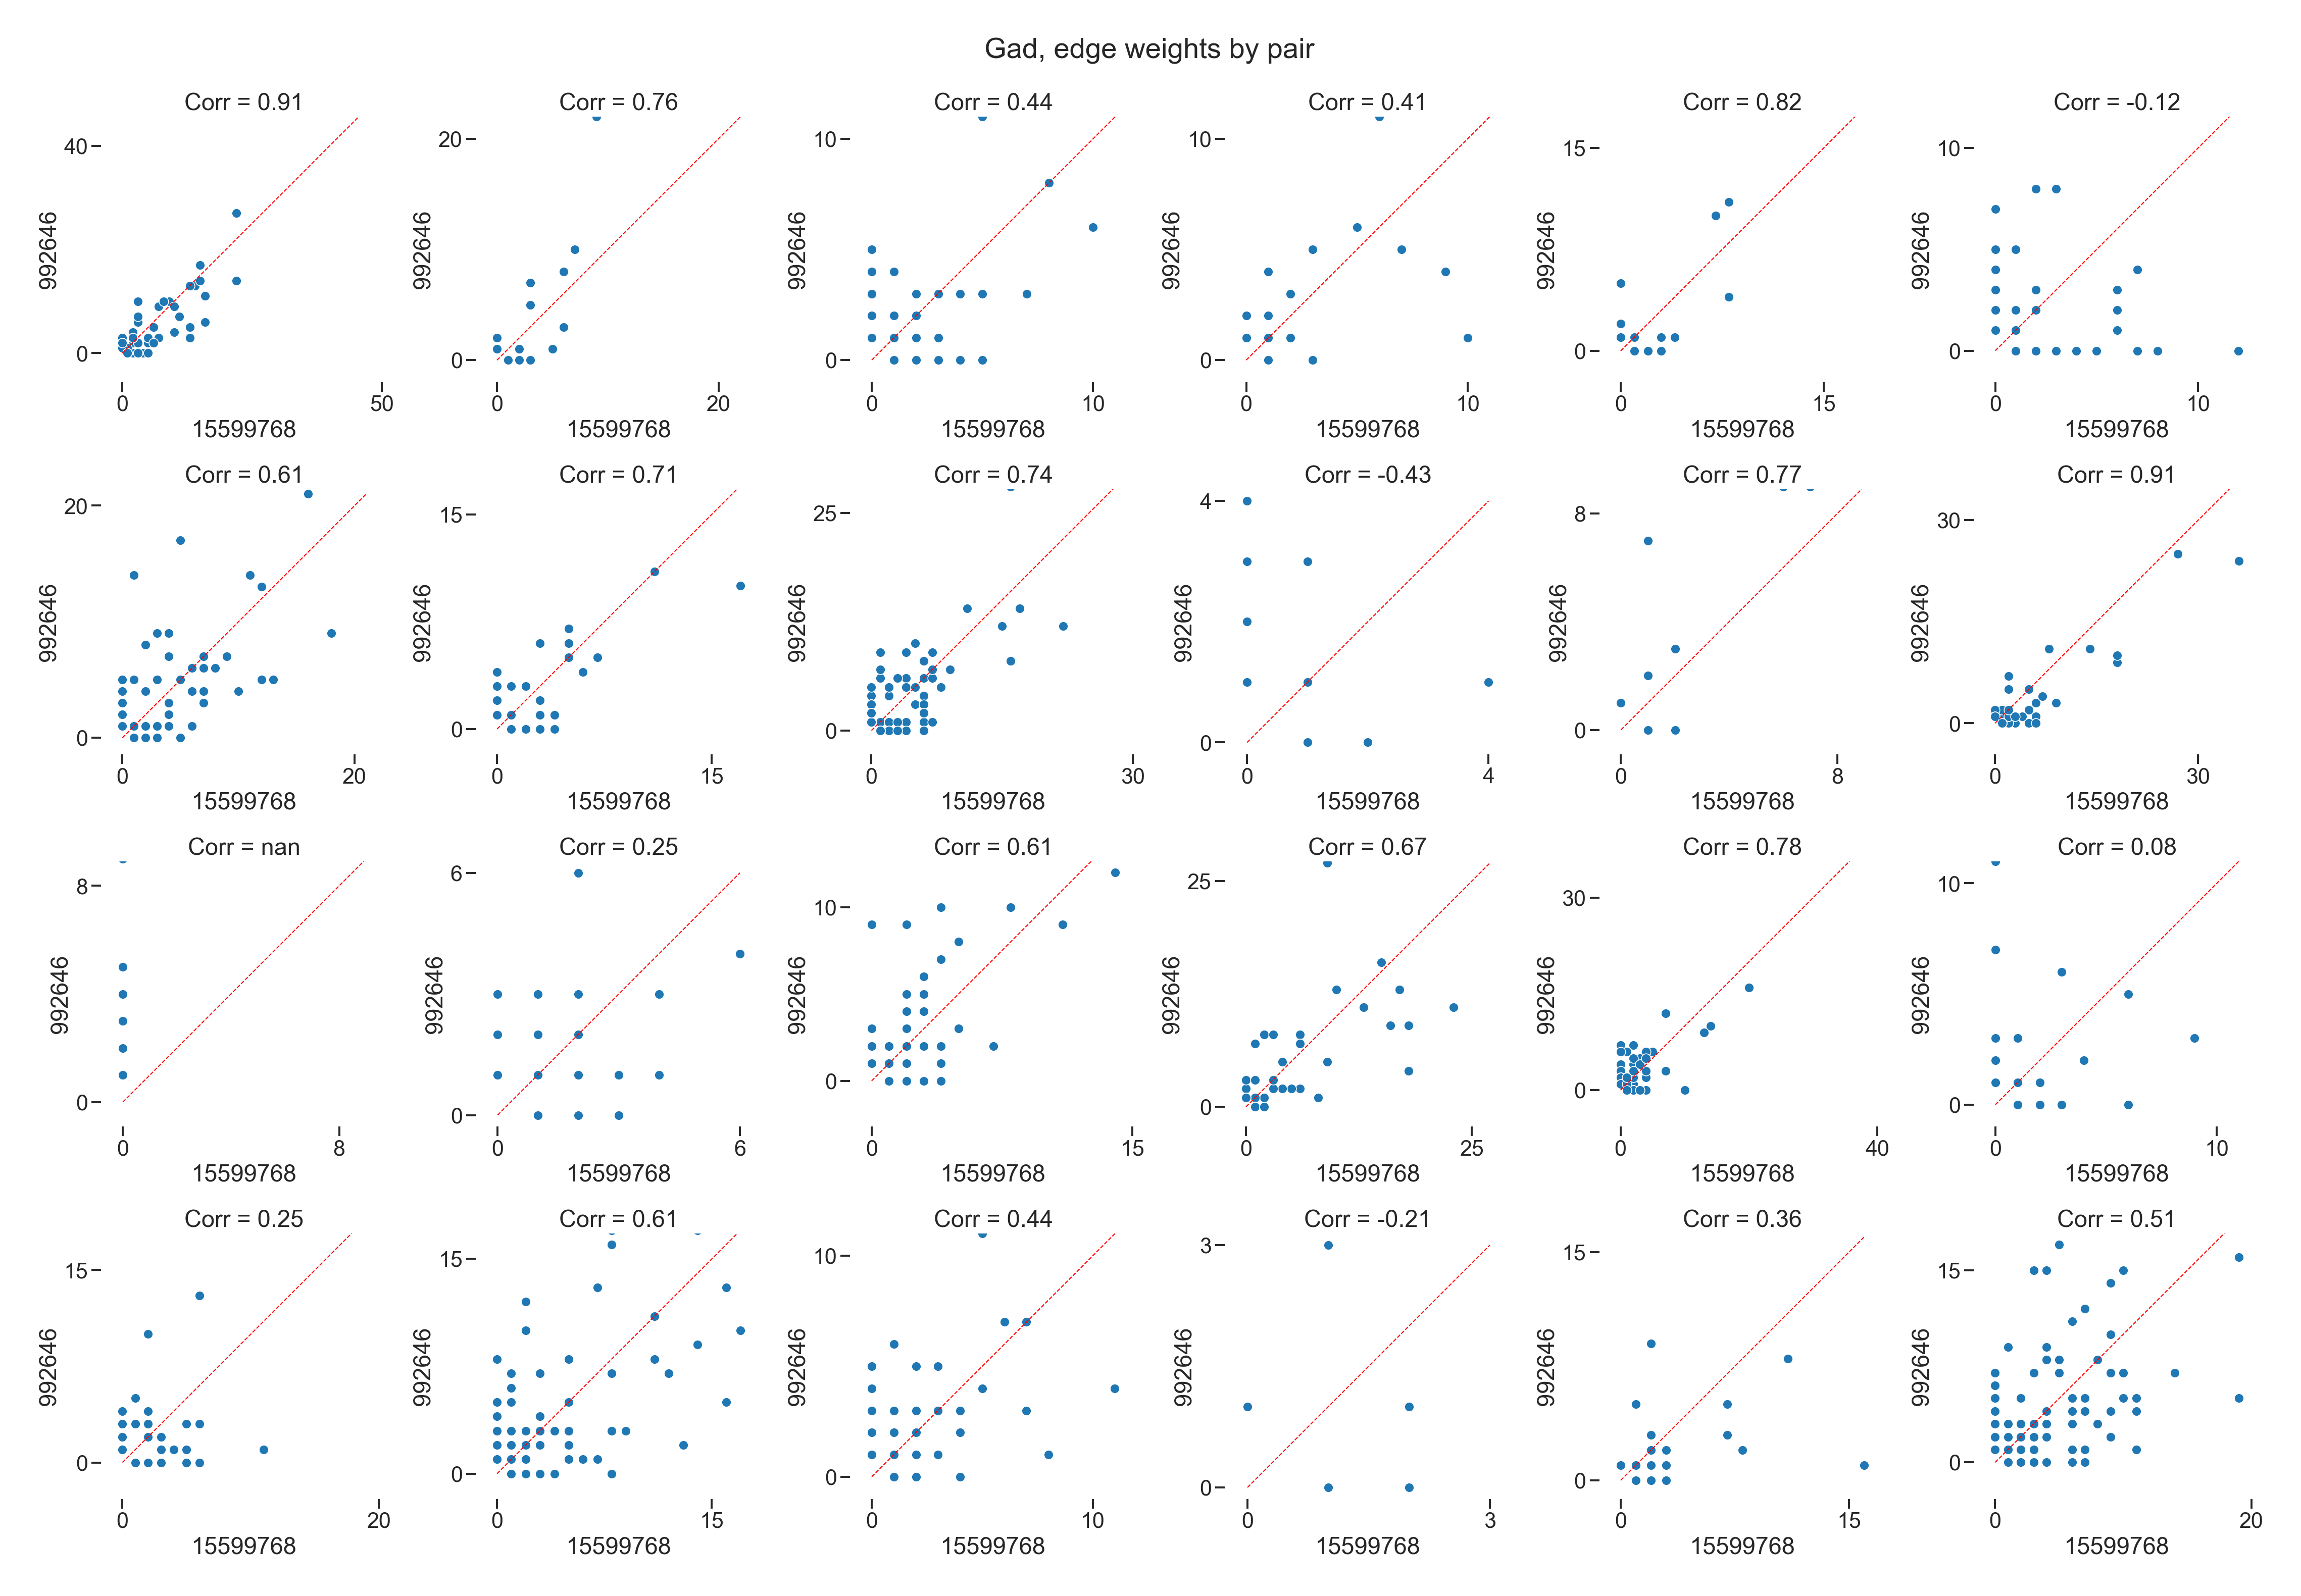 Gad, edge weights by pair
Corr = 0.91 Corr = 0.76 Corr = 0.44 Corr = 0.41 Corr = 0.82 Corr = -0.12
40 20 10 10 15 10
992646 992646 992646 992646 992646 992646
0 0 0 0 0 0
0 50 0 20 0 10 0 10 0 15 0 10
15599768 15599768 15599768 15599768 15599768 15599768
Corr = 0.61 Corr = 0.71 Corr = 0.74 Corr = -0.43 Corr = 0.77 Corr = 0.91
20 15 25 4 8 30
992646 992646 992646 992646 992646 992646
0 0 0 0 0 0
0 20 0 15 0 30 0 4 0 8 0 30
15599768 15599768 15599768 15599768 15599768 15599768
Corr = nan Corr = 0.25 Corr = 0.61 Corr = 0.67 Corr = 0.78 Corr = 0.08
8 6 10 25 30 10
992646 992646 992646 992646 992646 992646
0 0 0 0 0 0
0 8 0 6 0 15 0 25 0 40 0 10
15599768 15599768 15599768 15599768 15599768 15599768
Corr = 0.25 Corr = 0.61 Corr = 0.44 Corr = -0.21 Corr = 0.36 Corr = 0.51
15 15 10 3 15 15
992646 992646 992646 992646 992646 992646
0 0 0 0 0 0
0 20 0 15 0 10 0 3 0 15 0 20
15599768 15599768 15599768 15599768 15599768 15599768